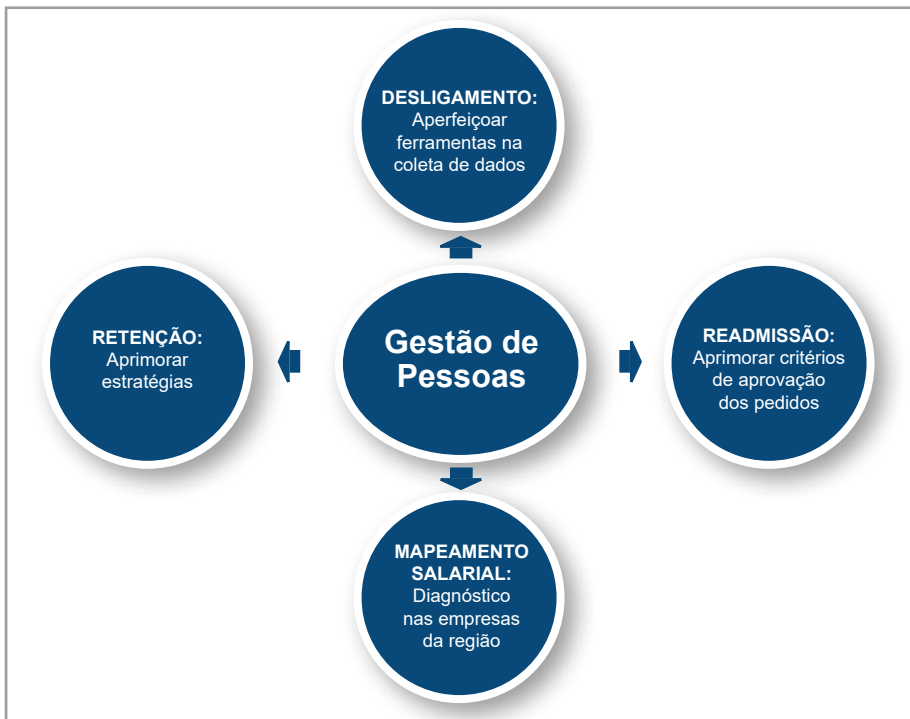 DESLIGAMENTO:
Aperfeiçoar
ferramentas na
coleta de dados
RETENÇÃO:
Aprimorar
estratégias
Gestão de
Pessoas
READMISSÃO:
Aprimorar critérios
de aprovação
dos pedidos
MAPEAMENTO
SALARIAL:
Diagnóstico
nas empresas
da região